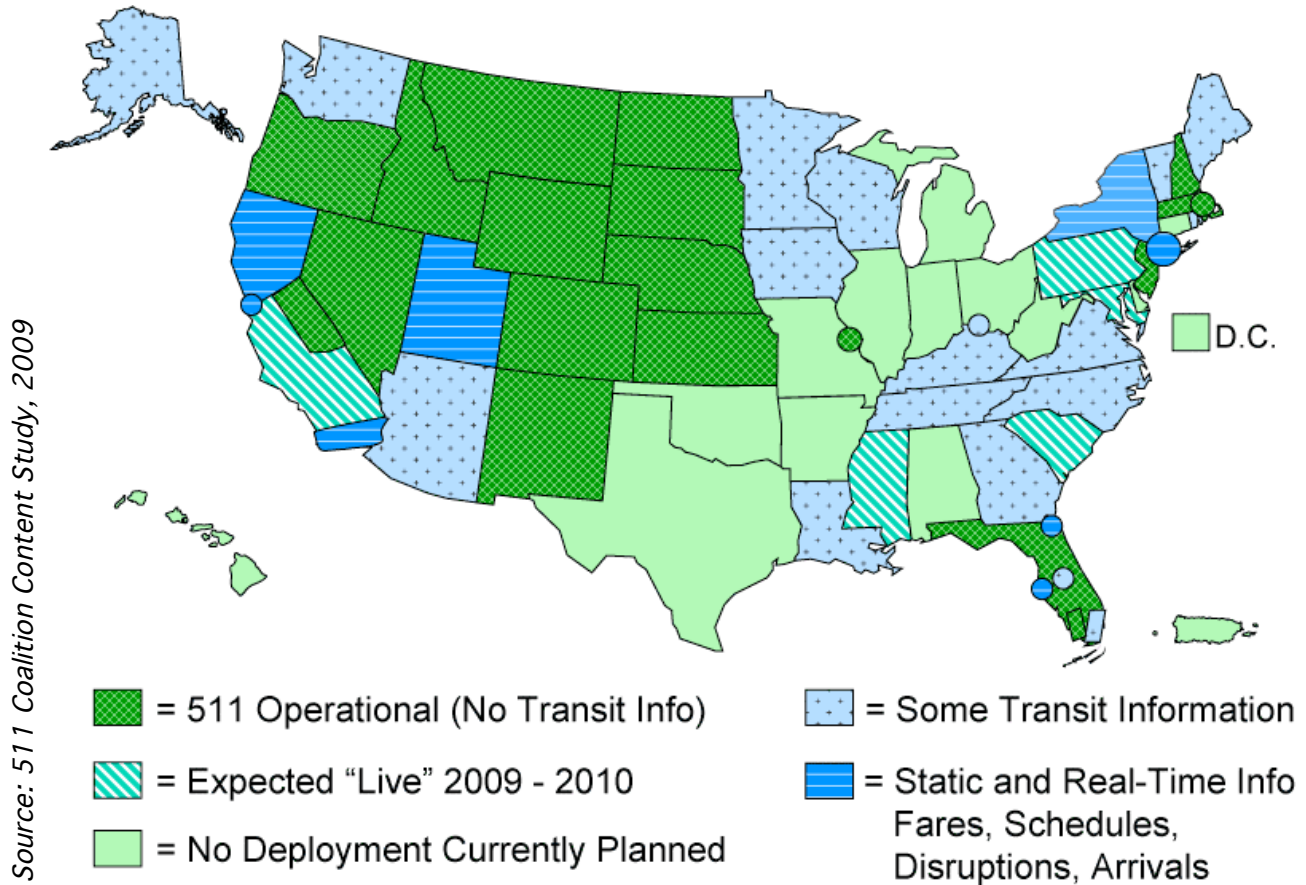 Source: 511 Coalition Content Study, 2009
D.C.
= 511 Operational (No Transit Info)
= Expected “Live” 2009 - 2010
= No Deployment Currently Planned
= Some Transit Information
= Static and Real-Time Info
Fares, Schedules,
Disruptions, Arrivals